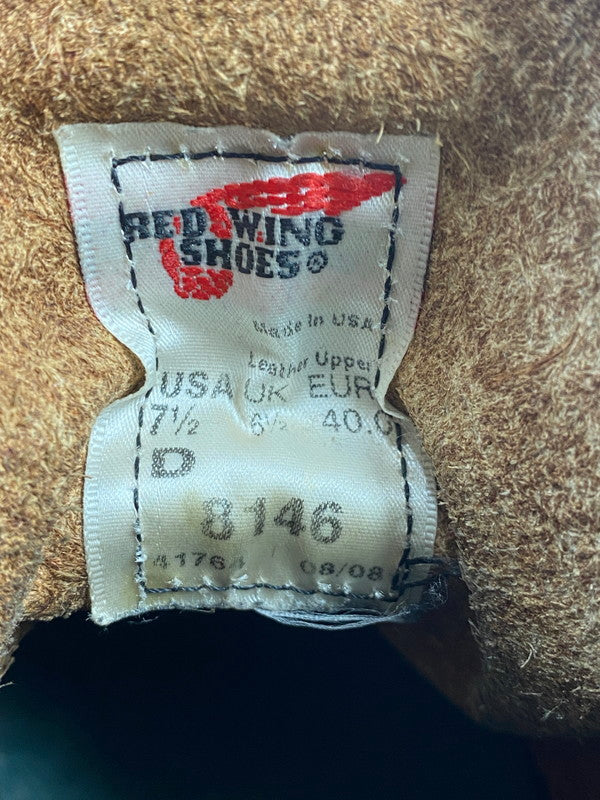 RED WING
SHOES®
Made in USA
Leather Upper
USA UK EUR
7½ 6½ 40.0
D
8146
41764 08/08